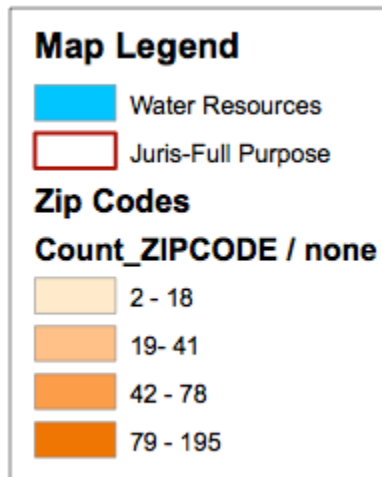 Map Legend
Water Resources
Juris-Full Purpose
Zip Codes
Count_ZIPCODE / none
2 - 18
19- 41
42 - 78
79 - 195